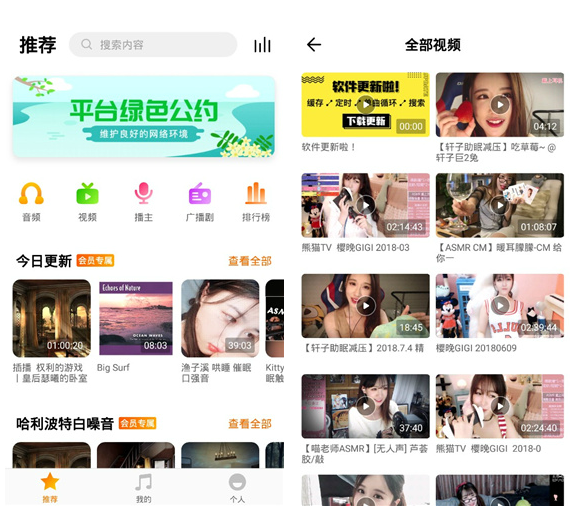 推荐
搜索内容
平台绿色公约
维护良好的网络环境
音频
视频
播主
广播剧
排行榜
今日更新
会员专属
查看全部
01:00:20
Echoes of Nature
OCEAN WAVES
08:03
39:03
插播 权利的游戏
丨皇后瑟曦的卧室
Big Surf
渔子溪 哄睡 催眠
口强音
Kitty
眠触
哈利波特白噪音
会员专属
查看全部
推荐
我的
个人
全部视频
软件更新啦!
缓存 定时 曲循环 搜索
下载更新
00:00
软件更新啦!
04:12
【轩子助眠减压】吃草莓~ @
轩子巨2兔
02:14:43
熊猫TV 樱晚GIGI 2018-03
01:08:07
【ASMR CM】暖耳朦朦-CM 给
你一
18:45
【轩子助眠减压】2018.7.4 精
02:39:44
樱晚GIGI 20180609
37:40
【喵老师ASMR】[无人声] 芦荟
胶/敲
02:24:40
熊猫TV 樱晚GIGI 2018-0